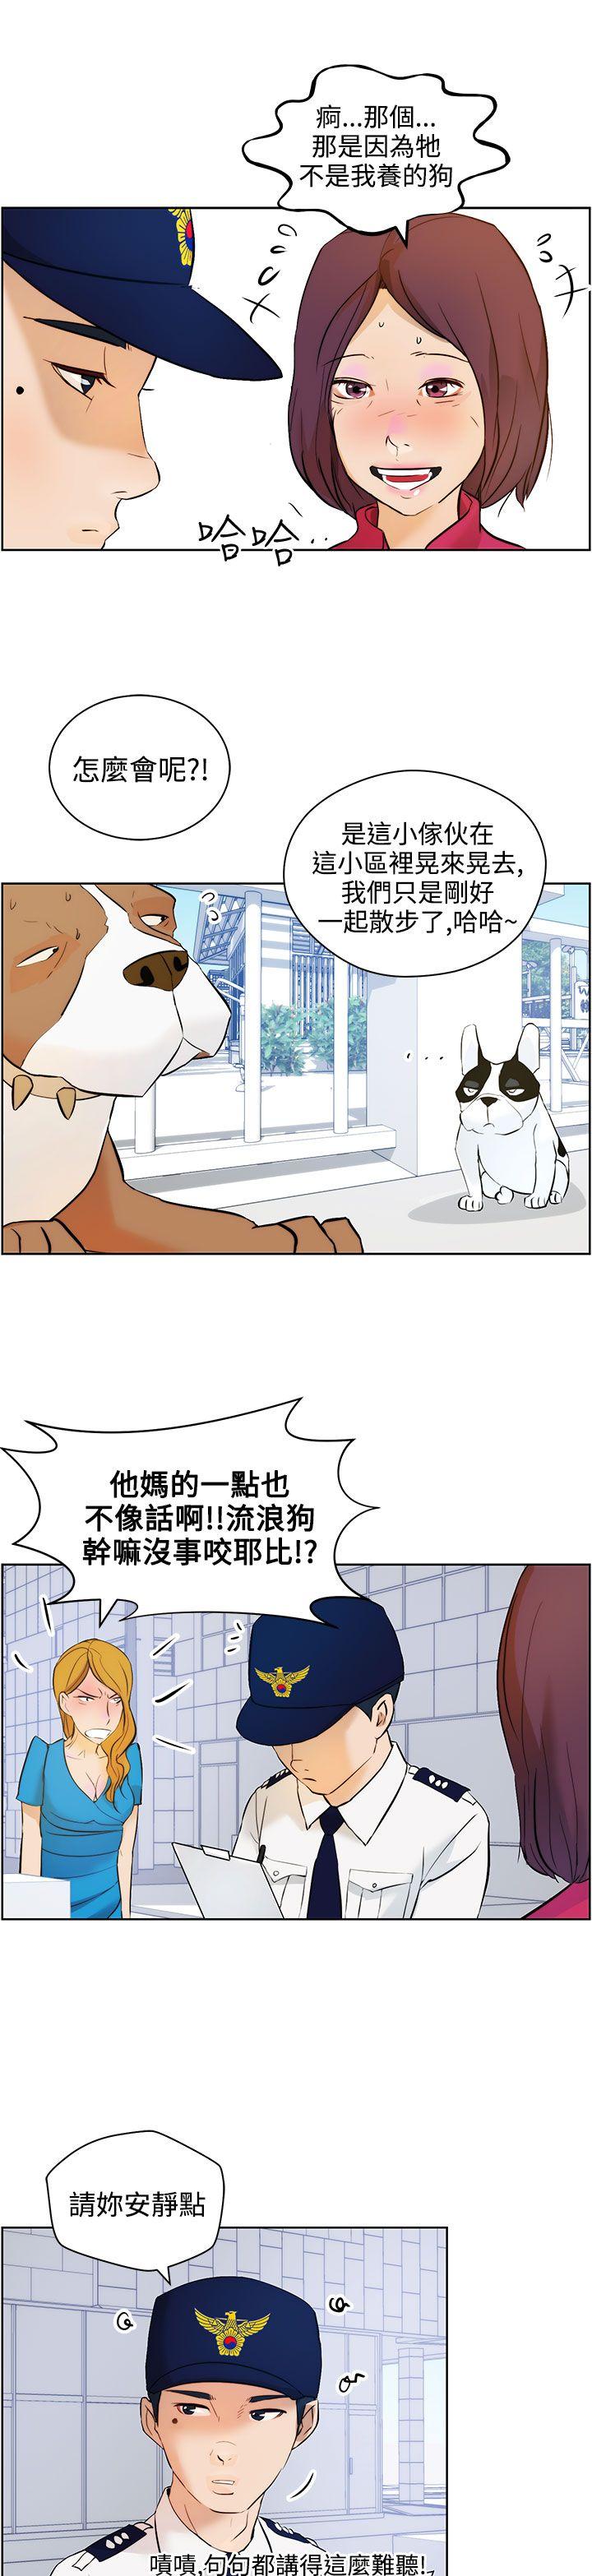 痾...那個...
那是因為牠
不是我養的狗
哈哈..
怎麼會呢?!
是這小傢伙在
這小區裡晃來晃去,
我們只是剛好
一起散步了,哈哈~
他媽的一點也
不像話啊!!流浪狗
幹嘛沒事咬耶比!?
請妳安靜點
嘖嘖,句句都講得這麼難聽!